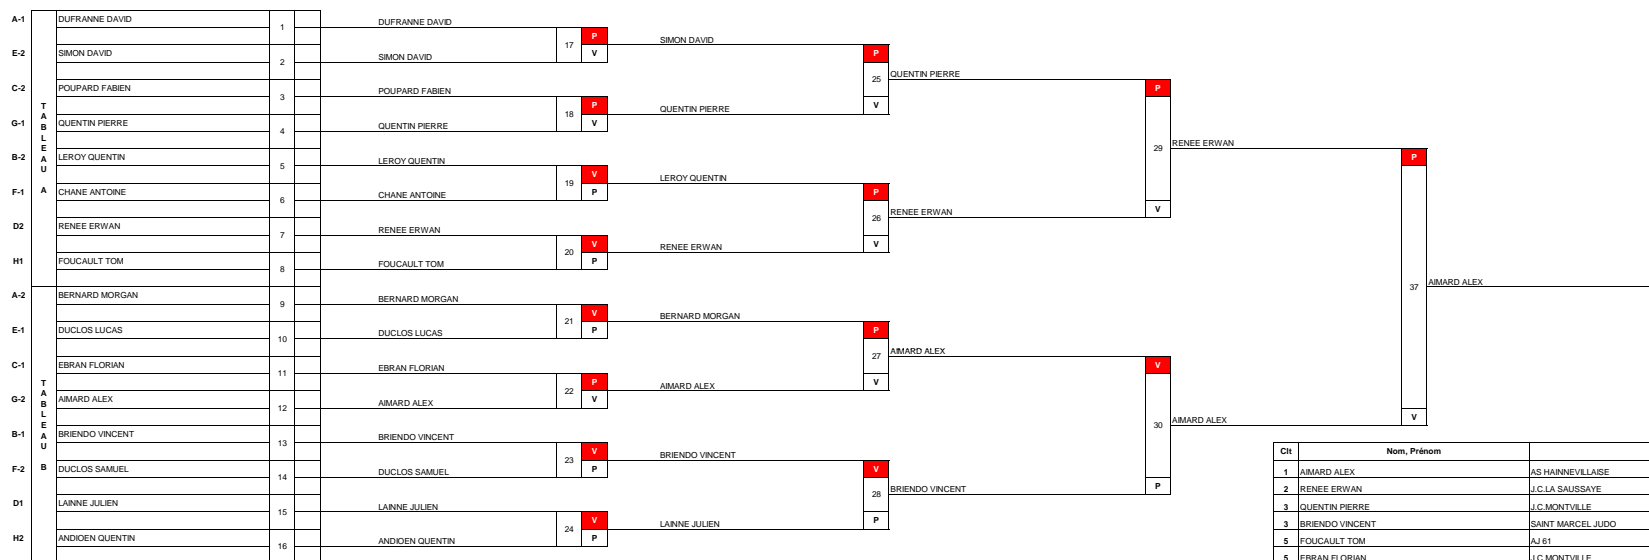 A-1 DUFRANNE DAVID 1 DUFRANNE DAVID
17 P SIMON DAVID
E-2 SIMON DAVID 2 SIMON DAVID V P
25 QUENTIN PIERRE
C-2 POUPARD FABIEN 3 POUPARD FABIEN P
18 P QUENTIN PIERRE V
G-1 QUENTIN PIERRE 4 QUENTIN PIERRE V
29 RENEE ERWAN
B-2 LEROY QUENTIN 5 LEROY QUENTIN P
19 V LEROY QUENTIN
F-1 CHANE ANTOINE 6 CHANE ANTOINE P P
26 RENEE ERWAN V
D2 RENEE ERWAN 7 RENEE ERWAN
20 V RENEE ERWAN V
H1 FOUCAULT TOM 8 FOUCAULT TOM P
TABLEAU A
37 AIMARD ALEX
A-2 BERNARD MORGAN 9 BERNARD MORGAN
21 V BERNARD MORGAN
E-1 DUCLOS LUCAS 10 DUCLOS LUCAS P P
27 AIMARD ALEX
C-1 EBRAN FLORIAN 11 EBRAN FLORIAN V
22 P AIMARD ALEX V
G-2 AIMARD ALEX 12 AIMARD ALEX V
30 AIMARD ALEX V
B-1 BRIENDO VINCENT 13 BRIENDO VINCENT
23 V BRIENDO VINCENT
F-2 DUCLOS SAMUEL 14 DUCLOS SAMUEL P V
28 BRIENDO VINCENT P
D1 LAINNE JULIEN 15 LAINNE JULIEN
24 V LAINNE JULIEN P
H2 ANDIOEN QUENTIN 16 ANDIOEN QUENTIN P
TABLEAU B
Clt Nom, Prénom
1 AIMARD ALEX AS HAINNEVILLAISE
2 RENEE ERWAN J.C.LA SAUSSAYE
3 QUENTIN PIERRE J.C.MONTVILLE
3 BRIENDO VINCENT SAINT MARCEL JUDO
5 FOUCAULT TOM AJ 61
5 EBRAN FLORIAN J.C.MONTVILLE